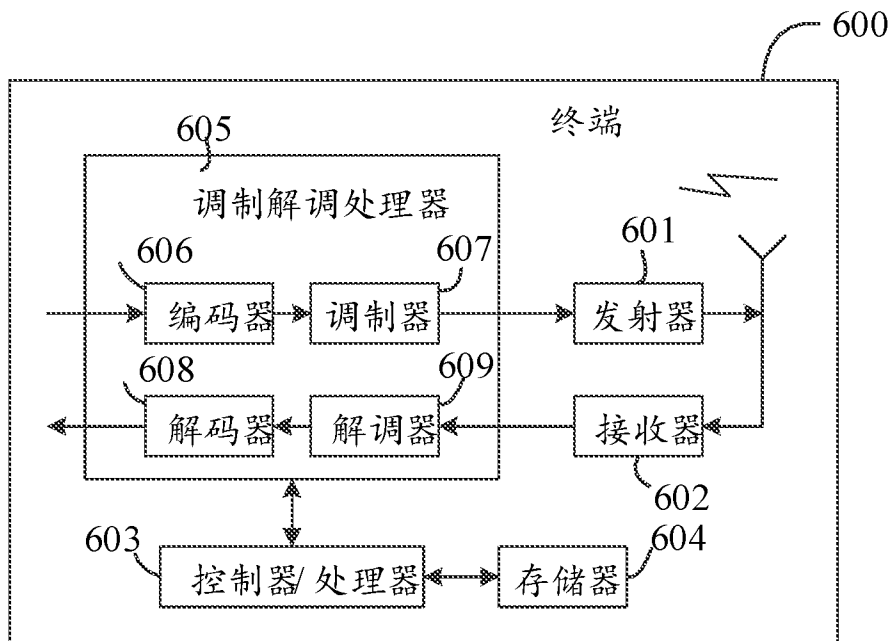 600
终端
605
调制解调处理器
606
607
601
编码器
调制器
发射器
608
609
解码器
解调器
接收器
602
603
控制器/处理器
存储器
604